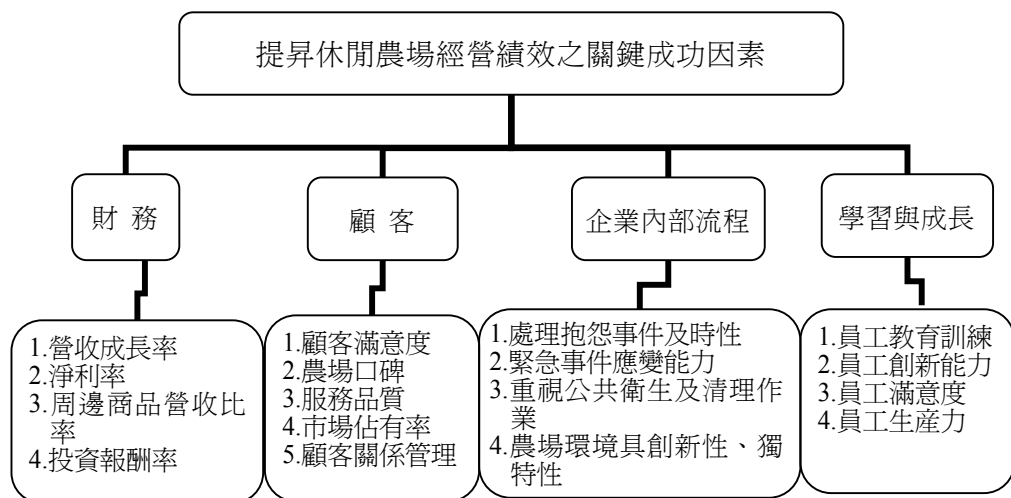 提昇休閒農場經營績效之關鍵成功因素
財 務
顧 客
企業內部流程
學習與成長
1.營收成長率
2.淨利率
3.周邊商品營收比
率
4.投資報酬率
1.顧客滿意度
2.農場口碑
3.服務品質
4.市場佔有率
5.顧客關係管理
1.處理抱怨事件及時性
2.緊急事件應變能力
3.重視公共衛生及清理作
業
4.農場環境具創新性、獨
特性
1.員工教育訓練
2.員工創新能力
3.員工滿意度
4.員工生產力